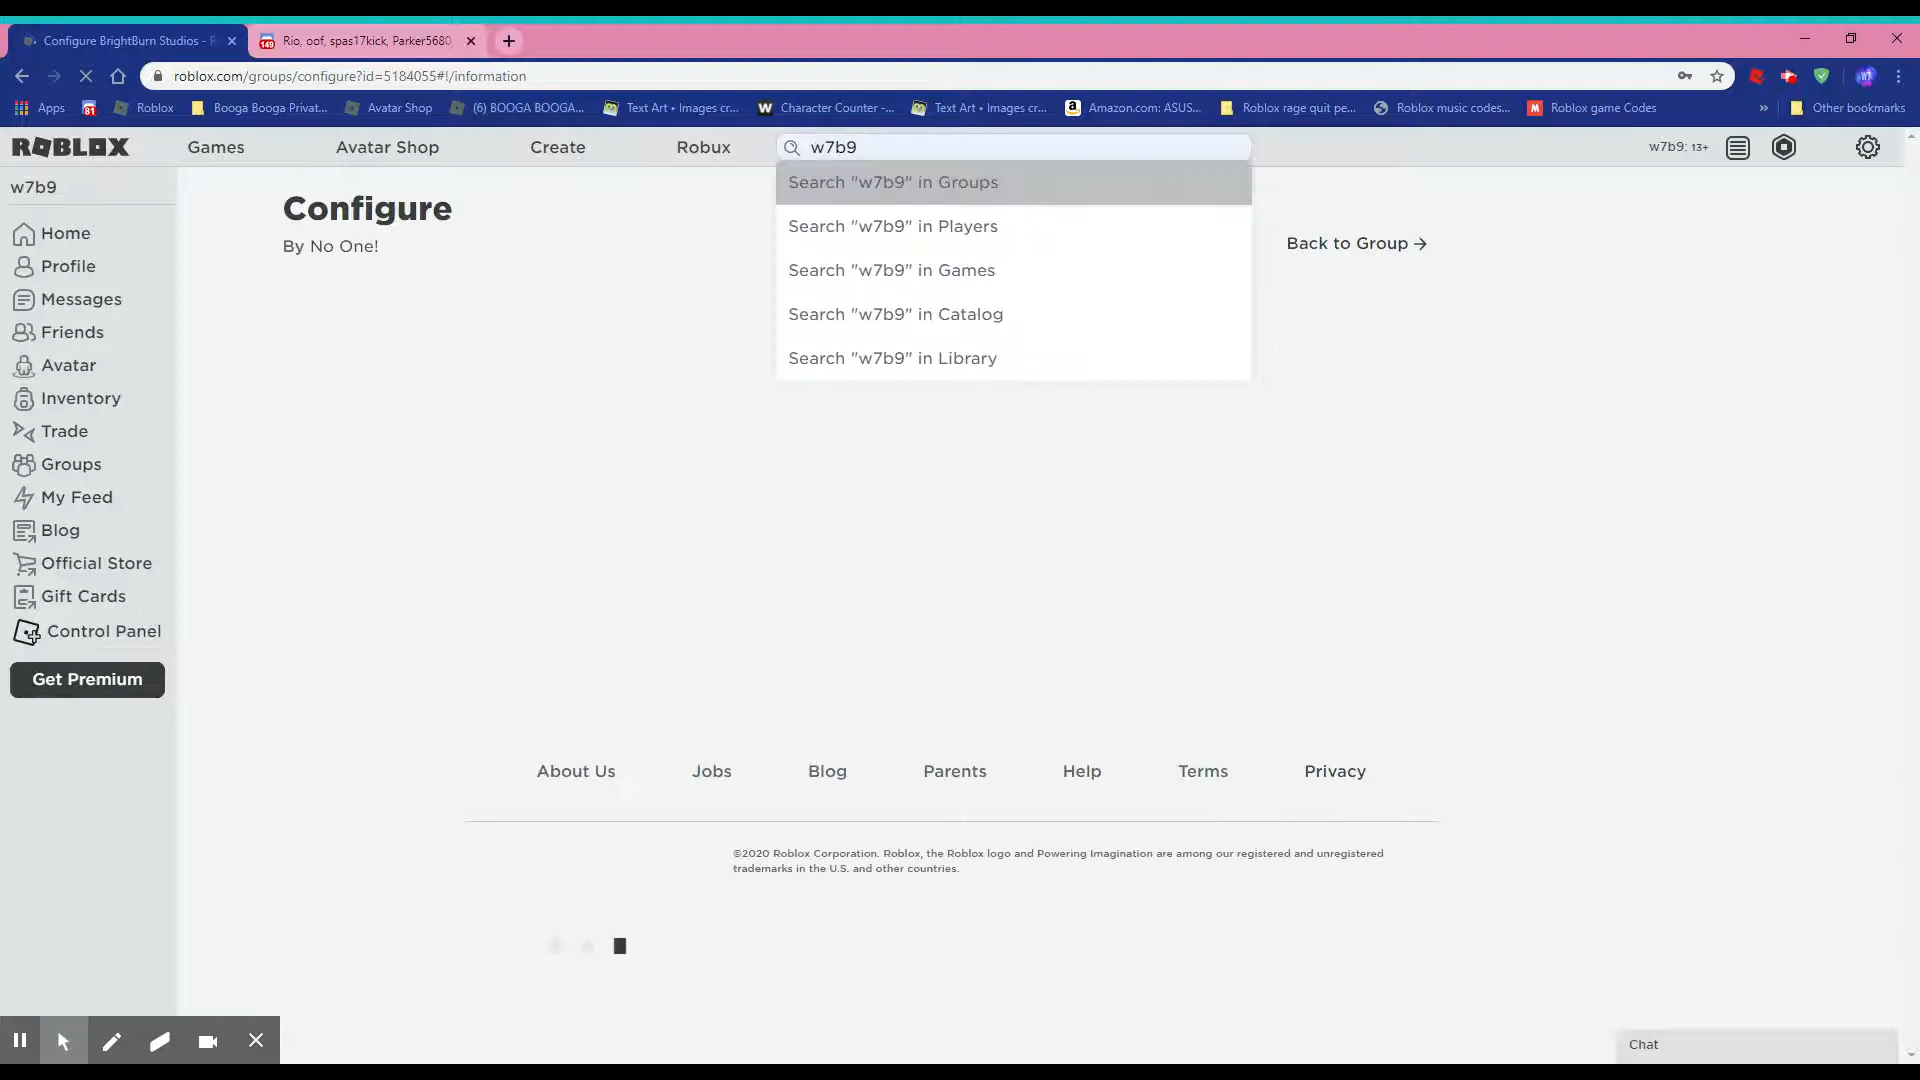 Configure BrightBurn Studios - R
Rio, oof, spas17kick, Parker5680,
roblox.com/groups/configure?id=5184055#!/information
Apps
81
Roblox
Booga Booga Privat...
Avatar Shop
(6) BOOGA BOOGA...
Text Art • Images cr...
W
Character Counter -...
Text Art • Images cr...
Amazon.com: ASUS...
Roblox rage quit pe...
Roblox music codes...
M
Roblox game Codes
»
Other bookmarks
ROBLOX
Games
Avatar Shop
Create
Robux
w7b9
w7b9: 13+
w7b9
Search "w7b9" in Groups
Search "w7b9" in Players
Search "w7b9" in Games
Search "w7b9" in Catalog
Search "w7b9" in Library
Configure
By No One!
Back to Group →
Home
Profile
Messages
Friends
Avatar
Inventory
Trade
Groups
My Feed
Blog
Official Store
Gift Cards
Control Panel
Get Premium
About Us
Jobs
Blog
Parents
Help
Terms
Privacy
©2020 Roblox Corporation. Roblox, the Roblox logo and Powering Imagination are among our registered and unregistered
trademarks in the U.S. and other countries.
Chat